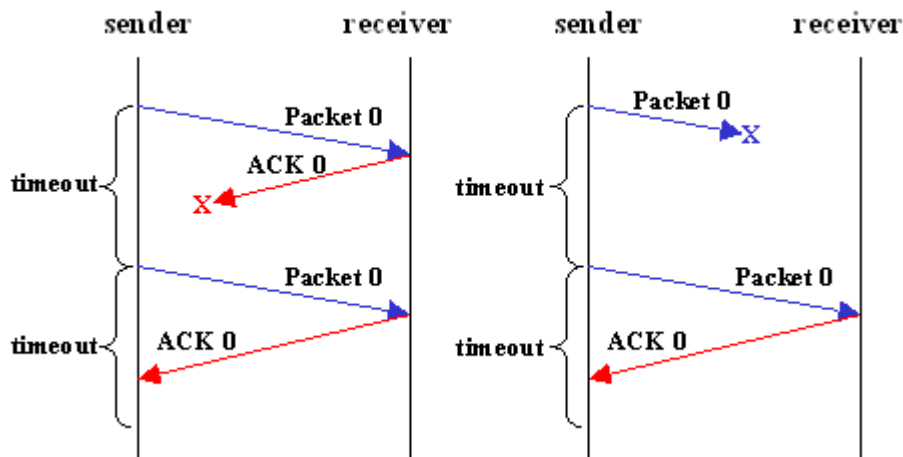 sender receiver sender receiver
Packet 0 Packet 0
ACK 0 X
timeout timeout
X
Packet 0 Packet 0
timeout ACK 0 timeout ACK 0